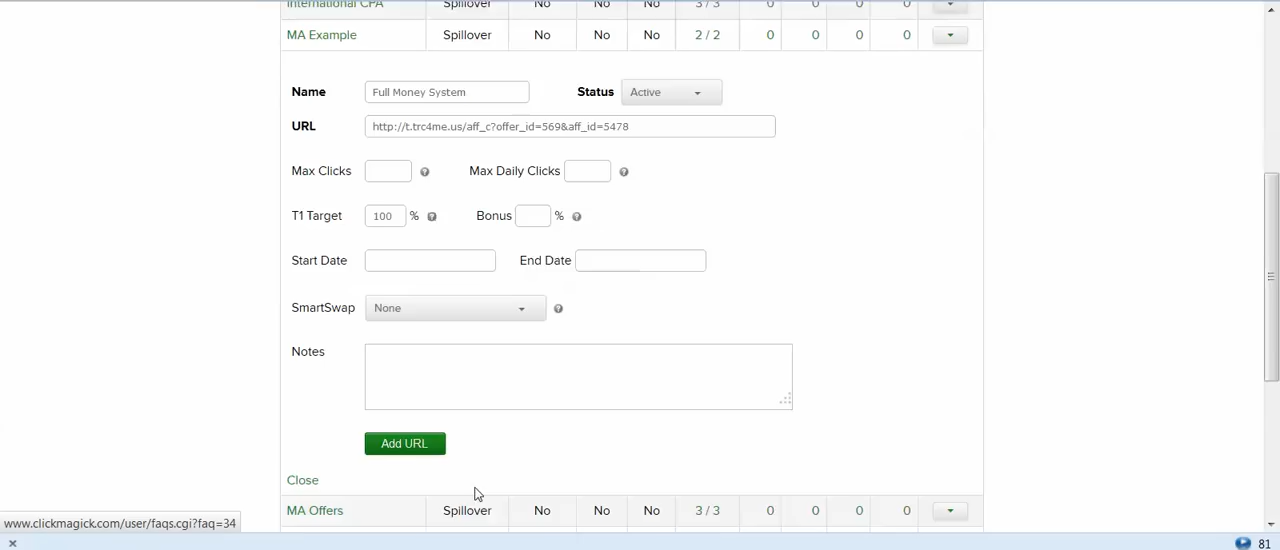 International CPA Spillover No No No 3 / 3 0 0 0 0
MA Example Spillover No No No 2 / 2 0 0 0 0
Name Full Money System Status Active
URL http://t.trc4me.us/aff_c?offer_id=569&aff_id=5478
Max Clicks ? Max Daily Clicks ?
T1 Target 100 % ? Bonus % ?
Start Date End Date
SmartSwap None ?
Notes
Add URL
Close
MA Offers Spillover No No No 3 / 3 0 0 0 0
www.clickmagick.com/user/faqs.cgi?faq=34
x 81